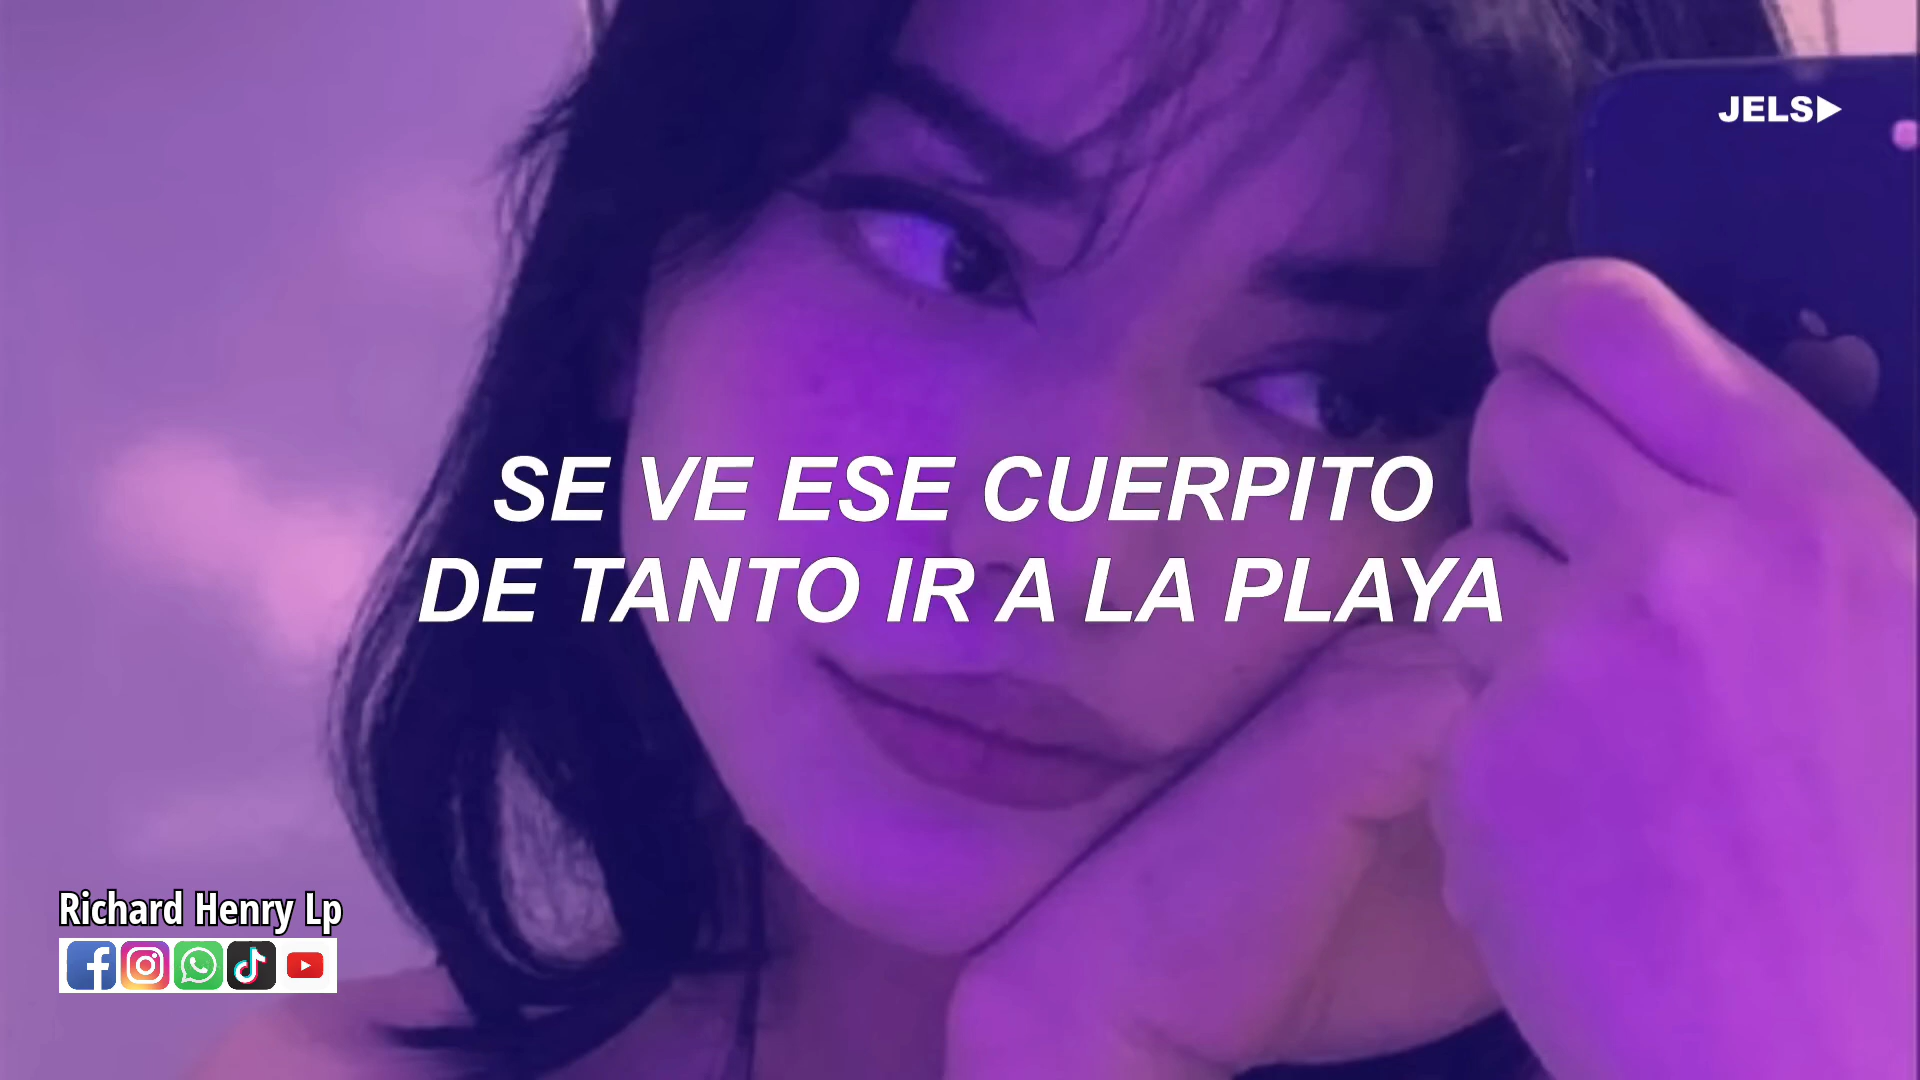 JELS
SE VE ESE CUERPITO
DE TANTO IR A LA PLAYA
Richard Henry Lp